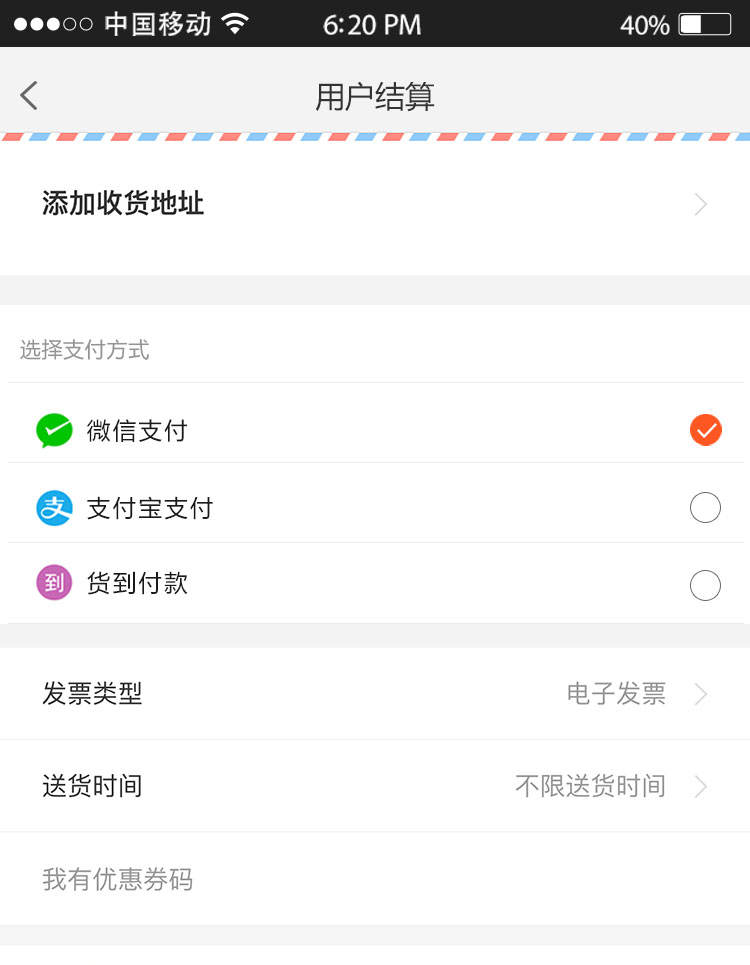 中国移动 6:20 PM 40%
用户结算
添加收货地址
选择支付方式
微信支付
支 支付宝支付
到 货到付款
发票类型 电子发票
送货时间 不限送货时间
我有优惠券码